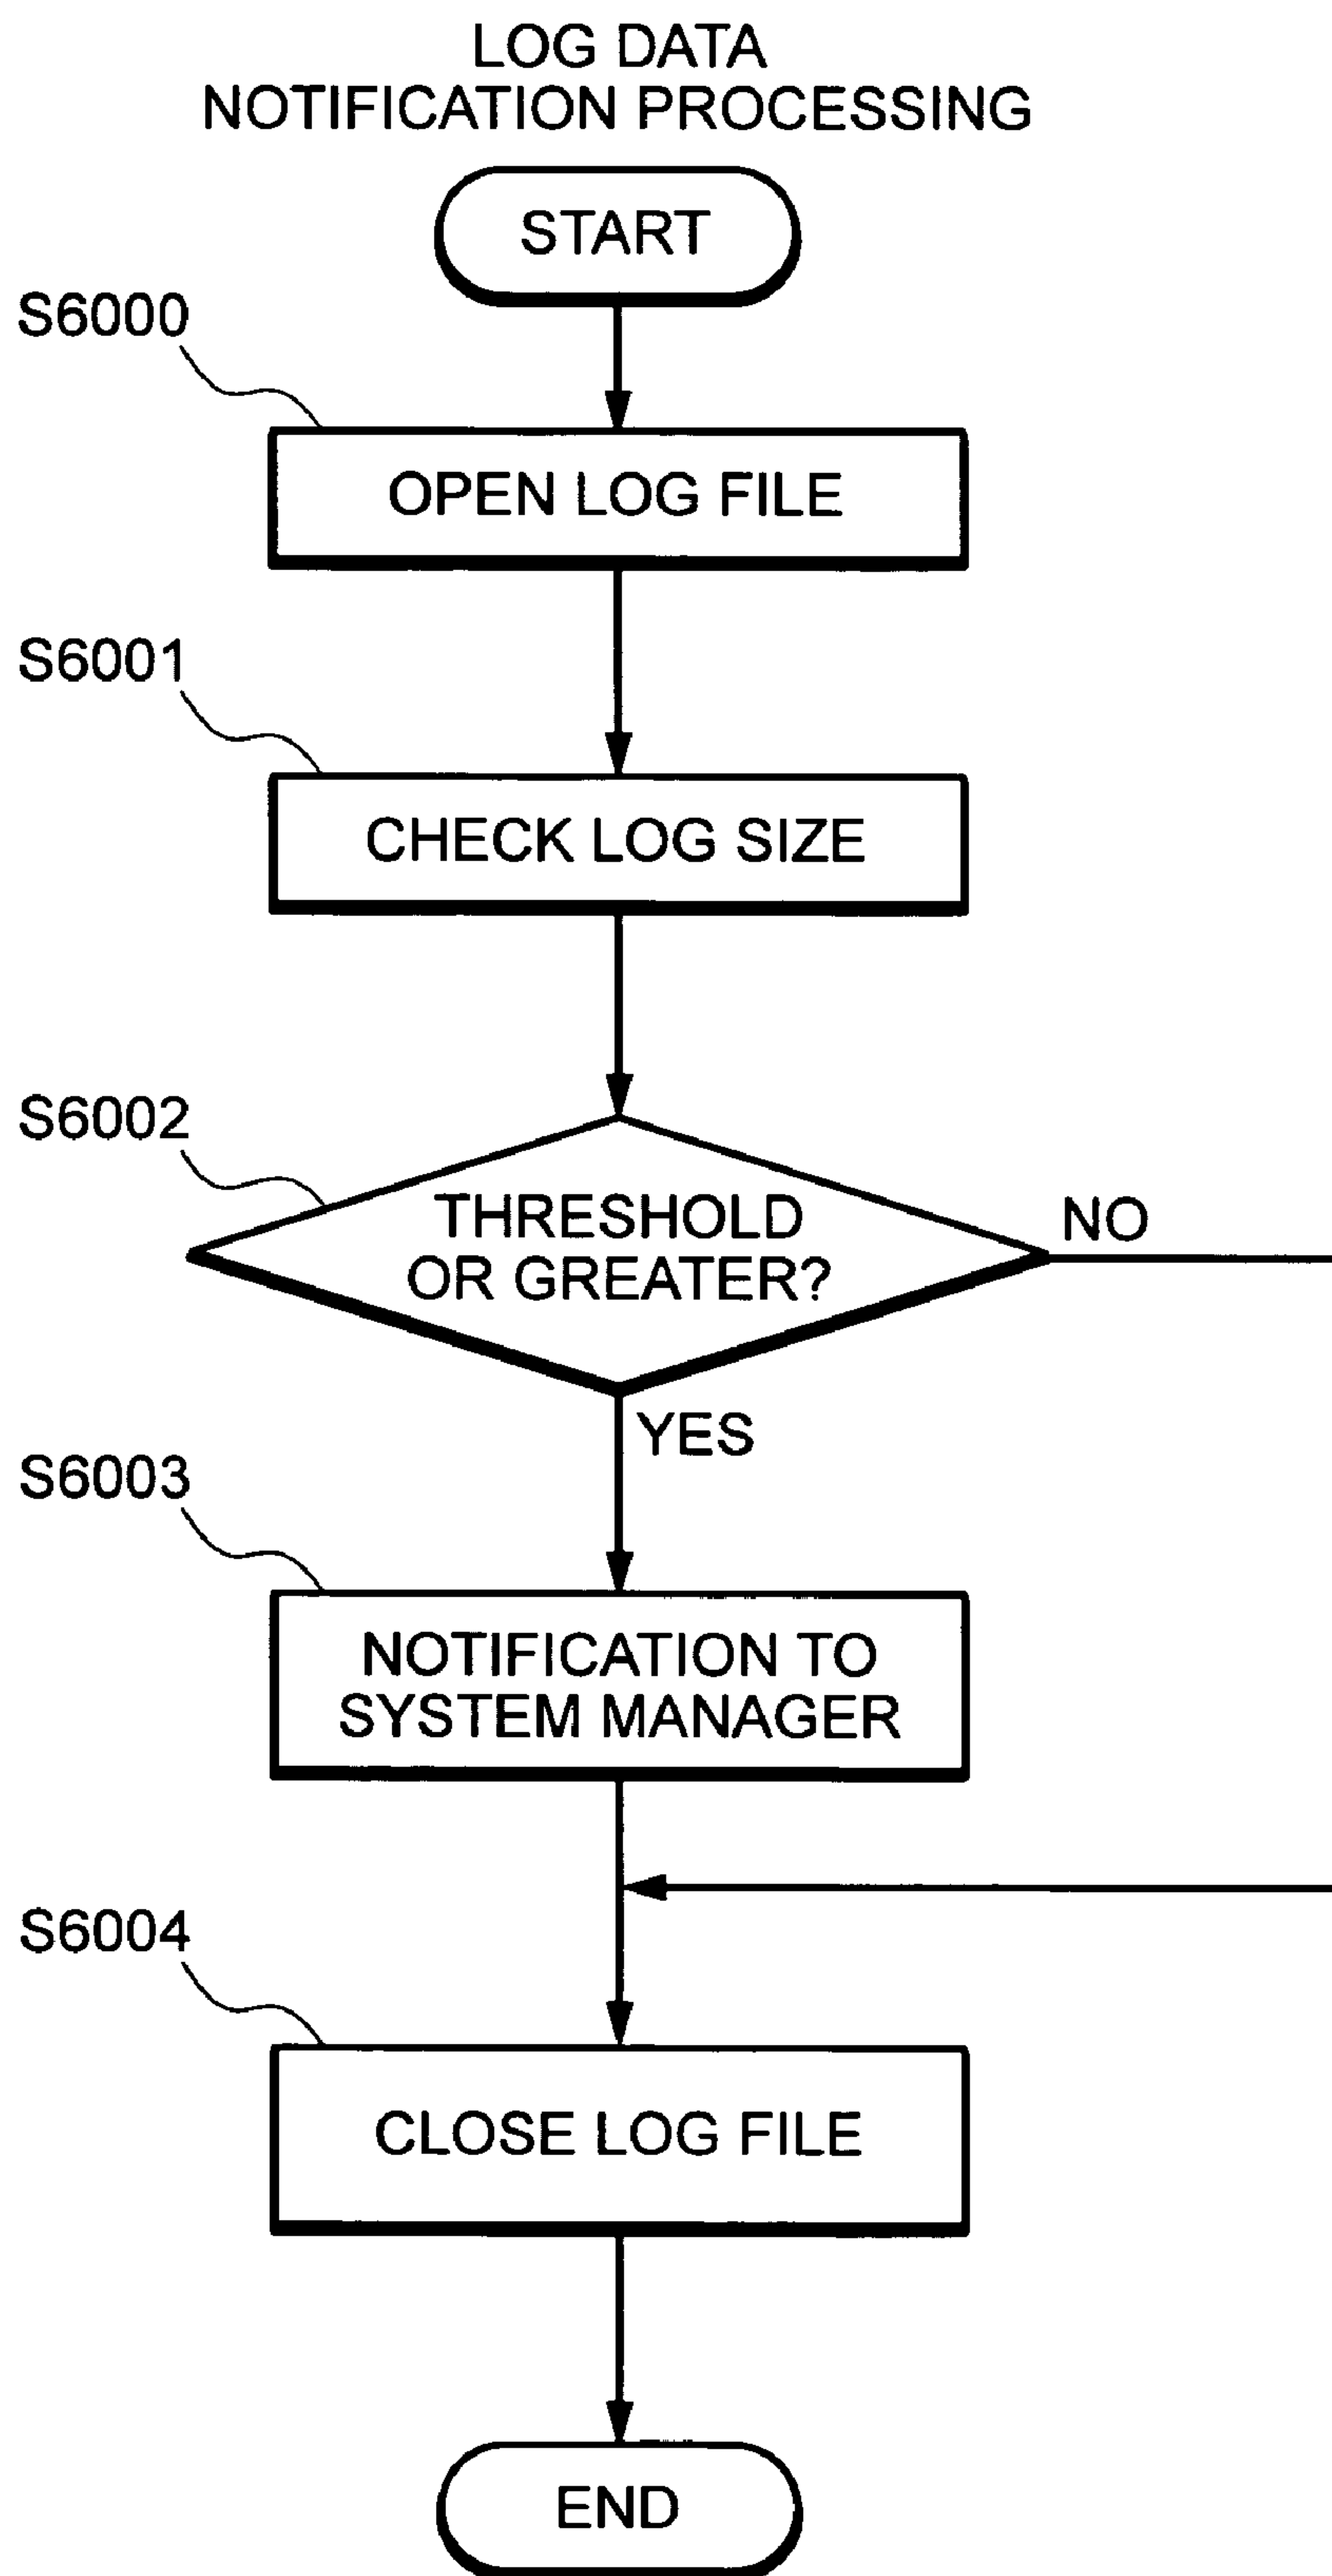 LOG DATA
NOTIFICATION PROCESSING
START
S6000
OPEN LOG FILE
S6001
CHECK LOG SIZE
S6002
THRESHOLD
OR GREATER?
NO
YES
S6003
NOTIFICATION TO
SYSTEM MANAGER
S6004
CLOSE LOG FILE
END